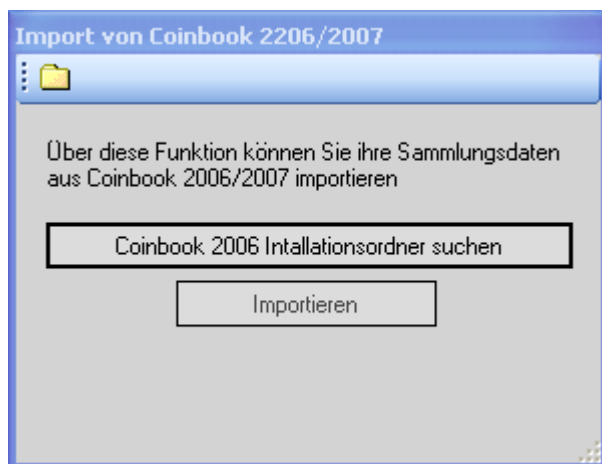 Import von Coinbook 2206/2007
Über diese Funktion können Sie ihre Sammlungsdaten
aus Coinbook 2006/2007 importieren
Coinbook 2006 Intallationsordner suchen
Importieren